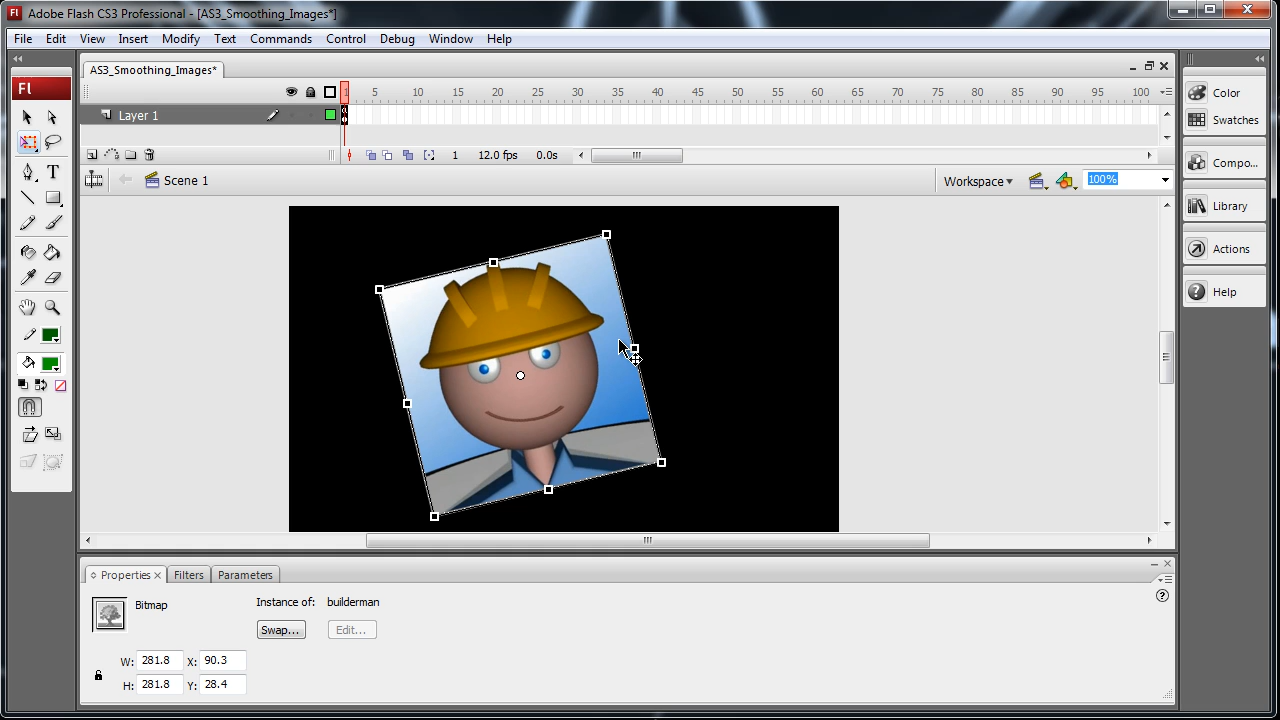 Fl Adobe Flash CS3 Professional - [AS3_Smoothing_Images*]
File Edit View Insert Modify Text Commands Control Debug Window Help
AS3_Smoothing_Images*
Fl
1 5 10 15 20 25 30 35 40 45 50 55 60 65 70 75 80 85 90 95 100
Layer 1
1 12.0 fps 0.0s
Scene 1
Workspace
100%
Color
Swatches
Compo...
Library
Actions
Help
T
Properties Filters Parameters
Bitmap
Instance of: builderman
Swap... Edit...
W: 281.8 X: 90.3
H: 281.8 Y: 28.4